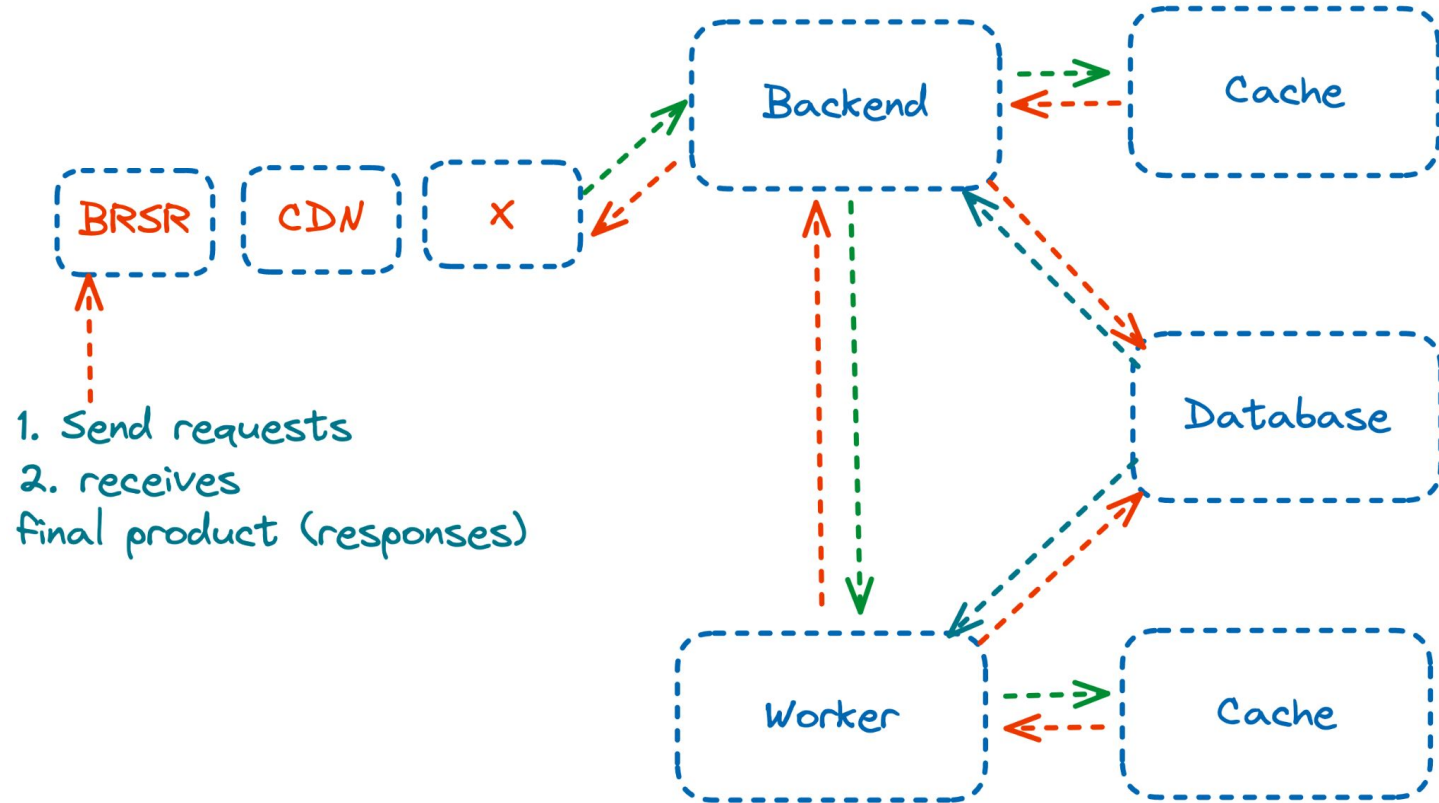 Backend
Cache
BRSR
CDN
X
1. Send requests
2. receives
final product (responses)
Database
Worker
Cache